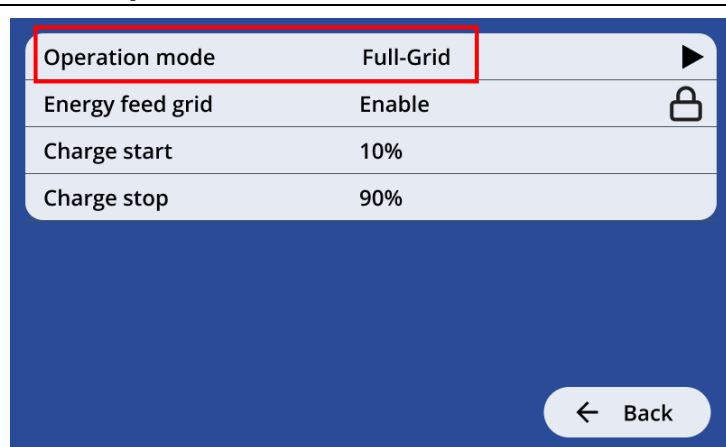 Operation mode Full-Grid
Energy feed grid Enable
Charge start 10%
Charge stop 90%
Back